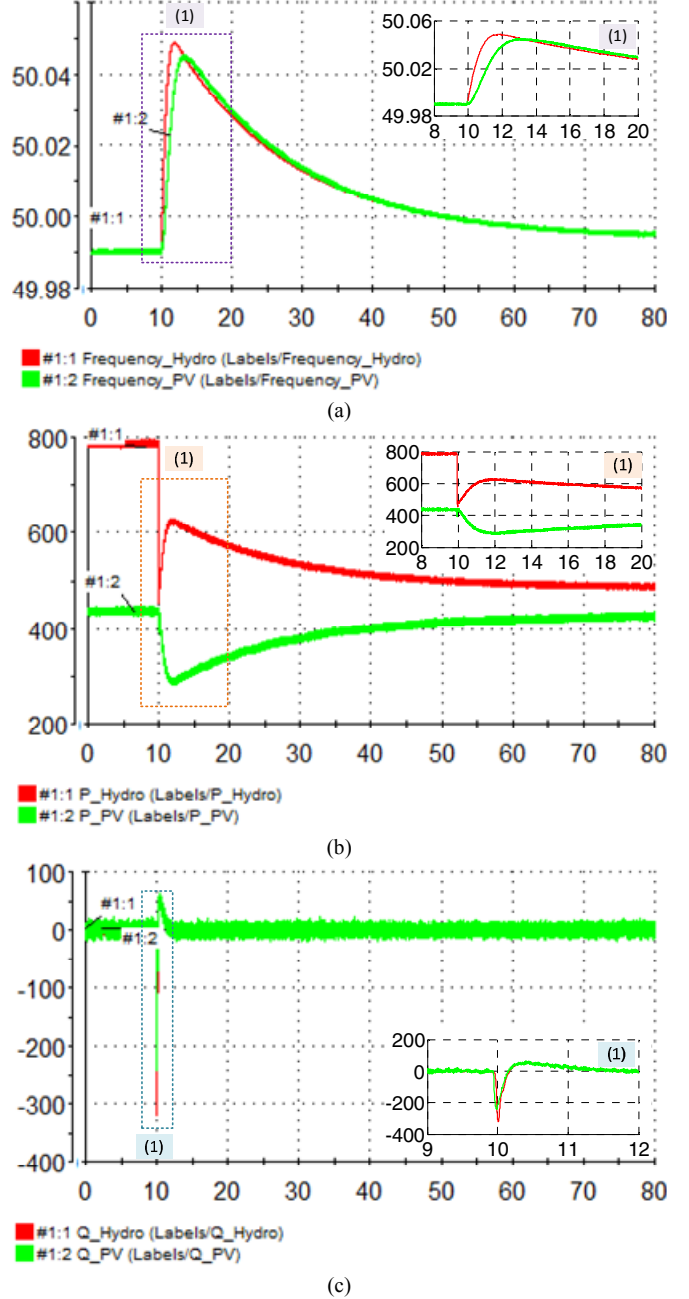 (1)
50.04
50.02
50.00
49.98
#1:2
#1:1
50.06
50.02
49.98
(1)
8 10 12 14 16 18 20
0 10 20 30 40 50 60 70 80
#1:1 Frequency_Hydro (Labels/Frequency_Hydro)
#1:2 Frequency_PV (Labels/Frequency_PV)
(a)
800
600
400
200
#1:1
(1)
#1:2
800
600
400
200
(1)
8 10 12 14 16 18 20
0 10 20 30 40 50 60 70 80
#1:1 P_Hydro (Labels/P_Hydro)
#1:2 P_PV (Labels/P_PV)
(b)
100
0
-100
-200
-300
-400
#1:1
#1:2
(1)
200
0
-200
-400
(1)
9 10 11 12
0 10 20 30 40 50 60 70 80
#1:1 Q_Hydro (Labels/Q_Hydro)
#1:2 Q_PV (Labels/Q_PV)
(c)